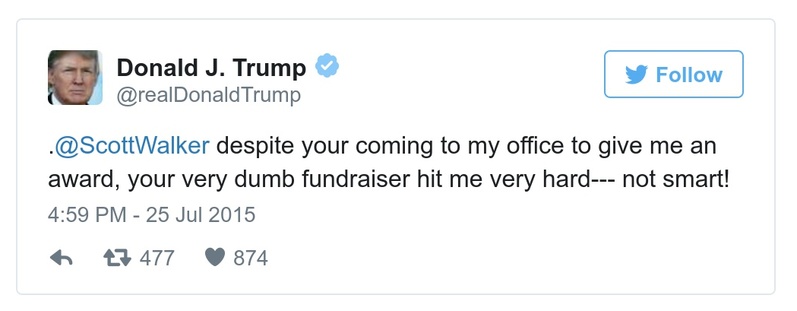 Donald J. Trump
@realDonaldTrump
Follow
.@ScottWalker despite your coming to my office to give me an
award, your very dumb fundraiser hit me very hard--- not smart!
4:59 PM - 25 Jul 2015
477 874